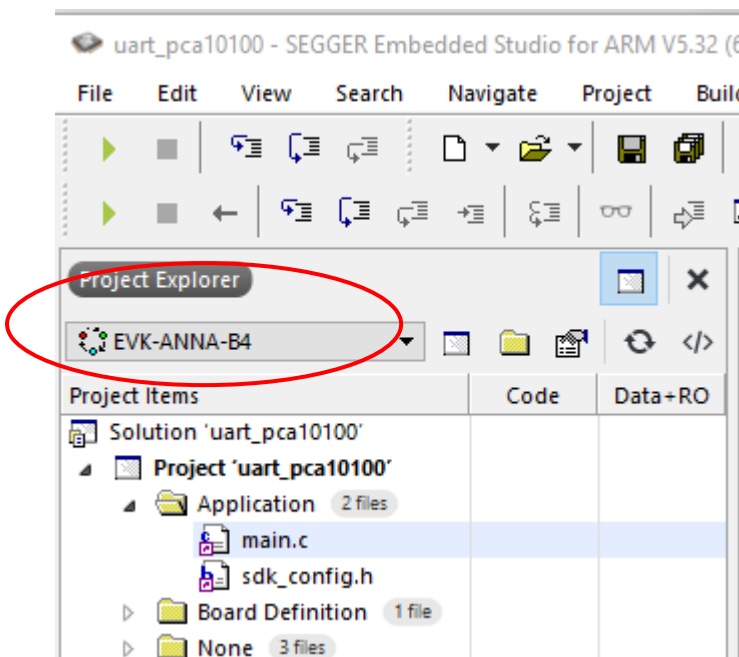 uart_pca10100 - SEGGER Embedded Studio for ARM V5.32 (6
File Edit View Search Navigate Project Buil
Project Explorer
EVK-ANNA-B4 </>
Project Items Code Data+RO
Solution 'uart_pca10100'
Project 'uart_pca10100'
Application 2 files
c main.c
h sdk_config.h
Board Definition 1 file
None 3 files